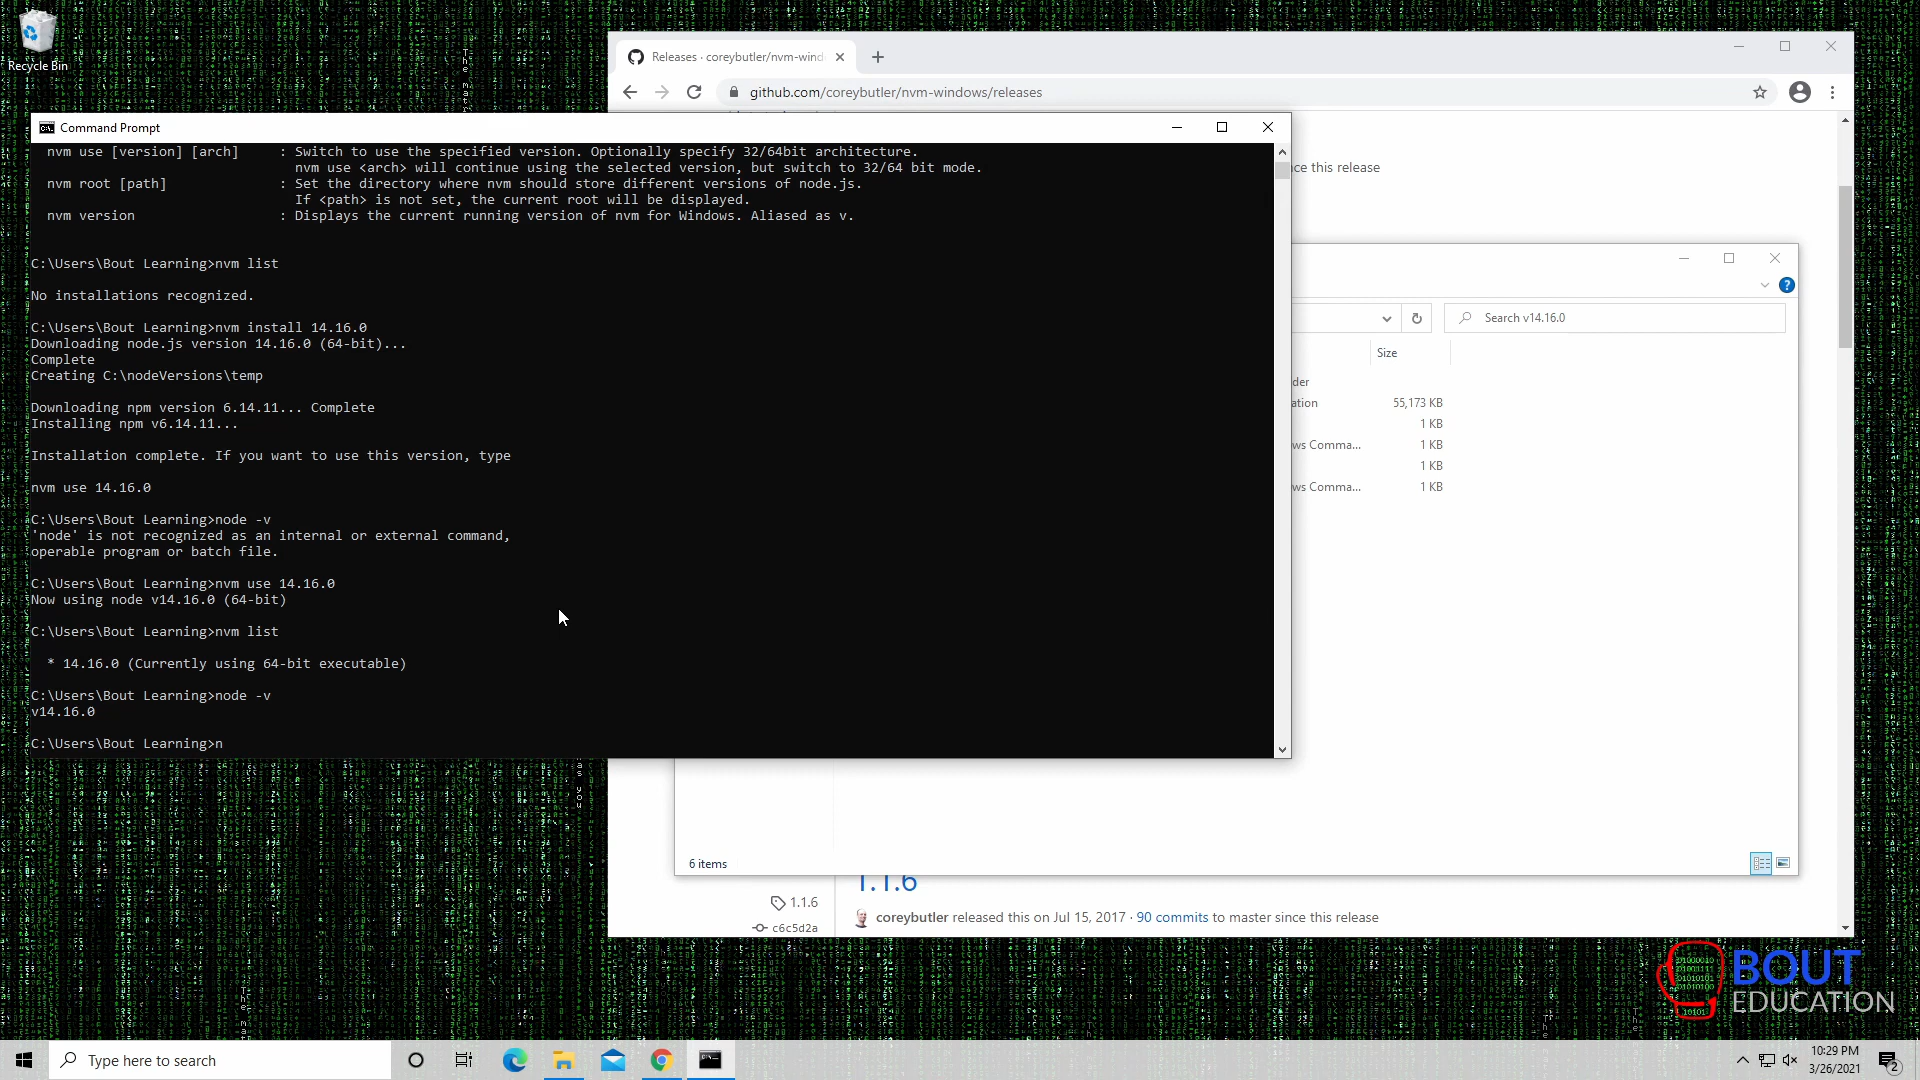 Recycle Bin
Releases · coreybutler/nvm-wind
github.com/coreybutler/nvm-windows/releases
Command Prompt
nvm use [version] [arch]     : Switch to use the specified version. Optionally specify 32/64bit architecture.
nvm use <arch> will continue using the selected version, but switch to 32/64 bit mode.
nvm root [path]              : Set the directory where nvm should store different versions of node.js.
If <path> is not set, the current root will be displayed.
nvm version                  : Displays the current running version of nvm for Windows. Aliased as v.
C:\Users\Bout Learning>nvm list
No installations recognized.
C:\Users\Bout Learning>nvm install 14.16.0
Downloading node.js version 14.16.0 (64-bit)...
Complete
Creating C:\nodeVersions\temp
Downloading npm version 6.14.11... Complete
Installing npm v6.14.11...
Installation complete. If you want to use this version, type
nvm use 14.16.0
C:\Users\Bout Learning>node -v
'node' is not recognized as an internal or external command,
operable program or batch file.
C:\Users\Bout Learning>nvm use 14.16.0
Now using node v14.16.0 (64-bit)
C:\Users\Bout Learning>nvm list
* 14.16.0 (Currently using 64-bit executable)
C:\Users\Bout Learning>node -v
v14.16.0
C:\Users\Bout Learning>n
nce this release
Search v14.16.0
Size
lder
ation 55,173 KB
1 KB
ws Comma... 1 KB
1 KB
ws Comma... 1 KB
6 items
1.1.6
1.1.6
coreybutler released this on Jul 15, 2017 · 90 commits to master since this release
c6c5d2a
BOUT
EDUCATION
Type here to search
10:29 PM
3/26/2021
2